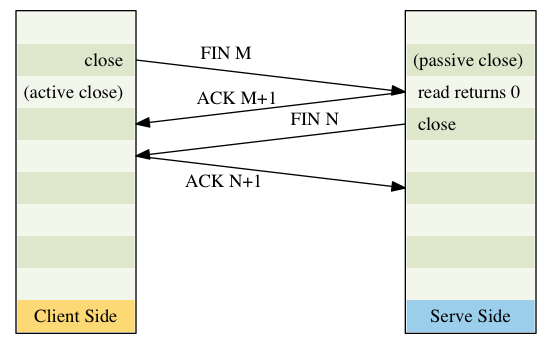 close
(active close)
FIN M
ACK M+1
FIN N
ACK N+1
(passive close)
read returns 0
close
Client Side
Serve Side